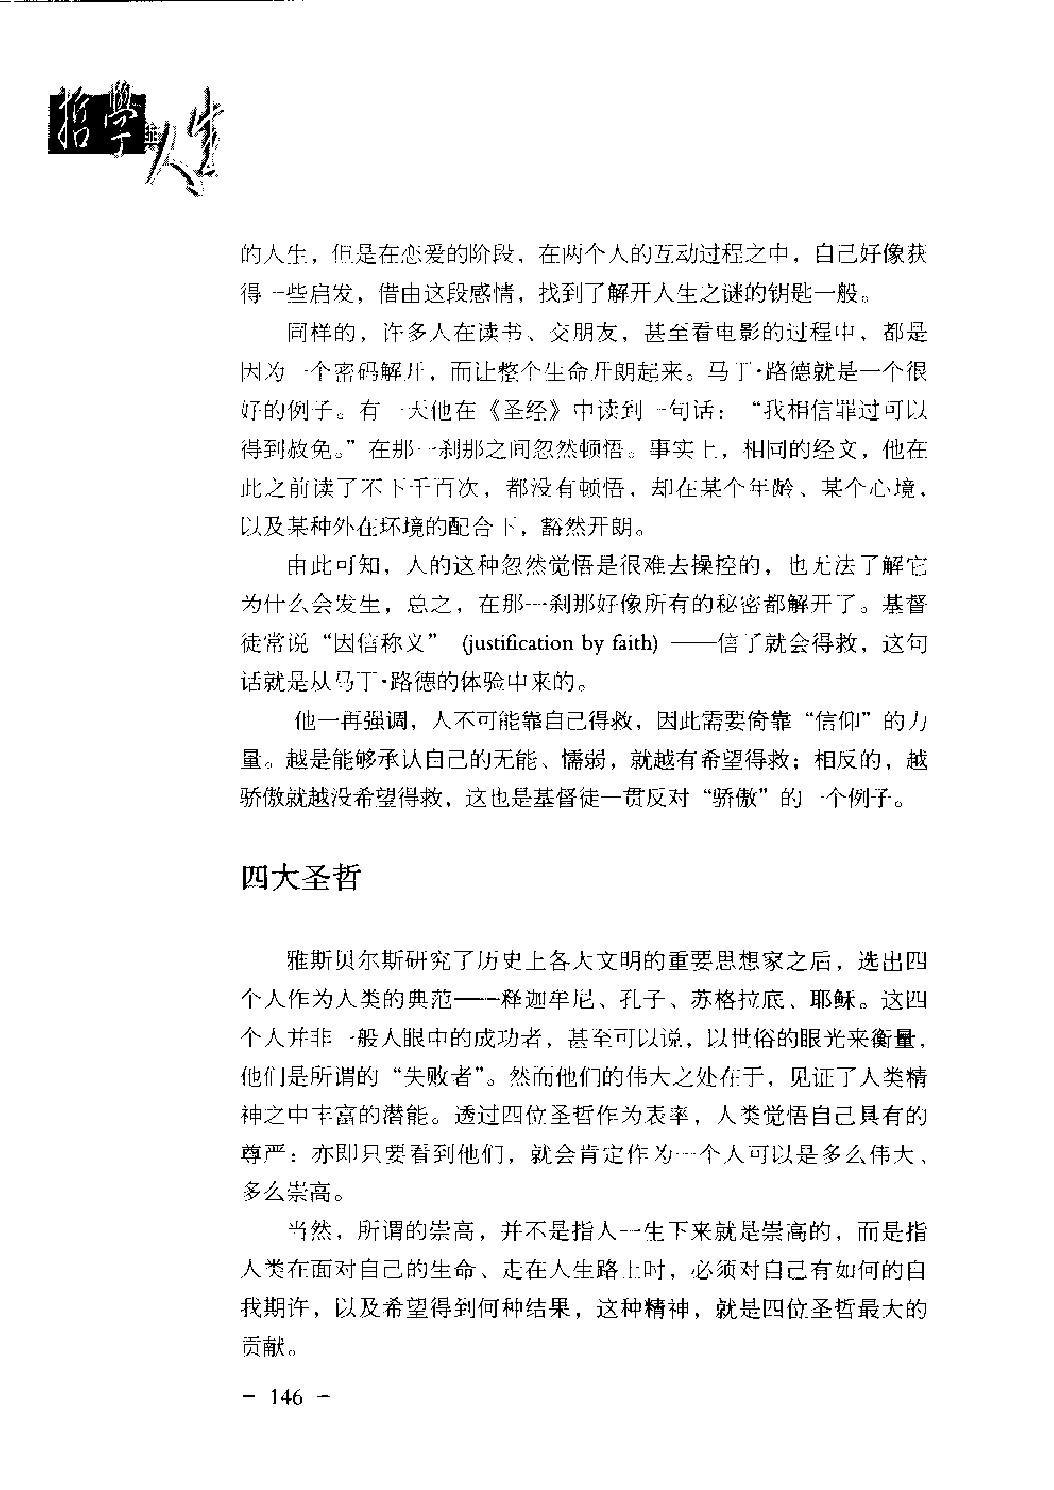 哲學與人生
的人生，但是在恋爱的阶段，在两个人的互动过程之中，自己好像获
得一些启发，借由这段感情，找到了解开人生之谜的钥匙一般。
同样的，许多人在读书、交朋友，甚至看电影的过程中，都是
因为一个密码解开，而让整个生命开朗起来。马丁·路德就是一个很
好的例子。有一天他在《圣经》中读到一句话：“我相信罪过可以
得到赦免。”在那一刹那之间忽然顿悟。事实上，相同的经文，他在
此之前读了不下千百次，都没有顿悟，却在某个年龄、某个心境，
以及某种外在环境的配合下，豁然开朗。
由此可知，人的这种忽然觉悟是很难去操控的，也无法了解它
为什么会发生，总之，在那一刹那好像所有的秘密都解开了。基督
徒常说“因信称义” (justification by faith) ——信了就会得救，这句
话就是从马丁·路德的体验中来的。
他一再强调，人不可能靠自己得救，因此需要倚靠“信仰”的力
量。越是能够承认自己的无能、懦弱，就越有希望得救；相反的，越
骄傲就越没希望得救，这也是基督徒一贯反对“骄傲”的一个例子。
四大圣哲
雅斯贝尔斯研究了历史上各大文明的重要思想家之后，选出四
个人作为人类的典范——释迦牟尼、孔子、苏格拉底、耶稣。这四
个人并非一般人眼中的成功者，甚至可以说，以世俗的眼光来衡量，
他们是所谓的“失败者”。然而他们的伟大之处在于，见证了人类精
神之中丰富的潜能。透过四位圣哲作为表率，人类觉悟自己具有的
尊严：亦即只要看到他们，就会肯定作为一个人可以是多么伟大、
多么崇高。
当然，所谓的崇高，并不是指人一生下来就是崇高的，而是指
人类在面对自己的生命、走在人生路上时，必须对自己有如何的自
我期许，以及希望得到何种结果，这种精神，就是四位圣哲最大的
贡献。
- 146 -